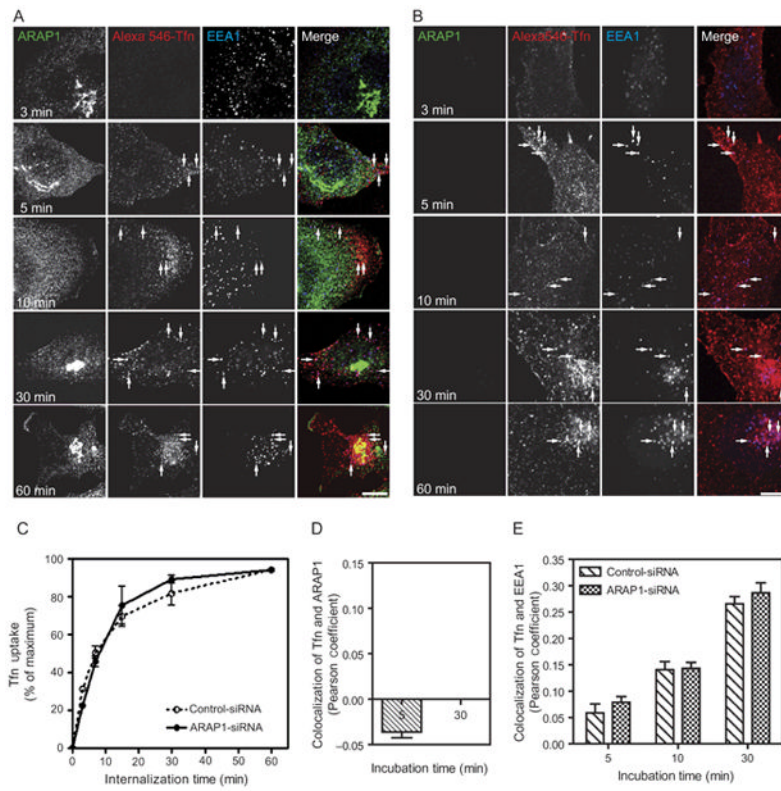 A
ARAP1 Alexa 546-Tfn EEA1 Merge
3 min
5 min
10 min
30 min
60 min
B
ARAP1 Alexa546-Tfn EEA1 Merge
3 min
5 min
10 min
30 min
60 min
C
Tfn uptake
(% of maximum)
100
80
60
40
20
0
Control-siRNA
ARAP1-siRNA
0 10 20 30 40 50 60 70
Internalization time (min)
D
Colocalization of Tfn and ARAP1
(Pearson coefficient)
0.15
0.10
0.05
0.00
−0.05
5 30
Incubation time (min)
E
Colocalization of Tfn and EEA1
(Pearson coefficient)
0.35
0.30
0.25
0.20
0.15
0.10
0.05
0.00
Control-siRNA
ARAP1-siRNA
5 10 30
Incubation time (min)